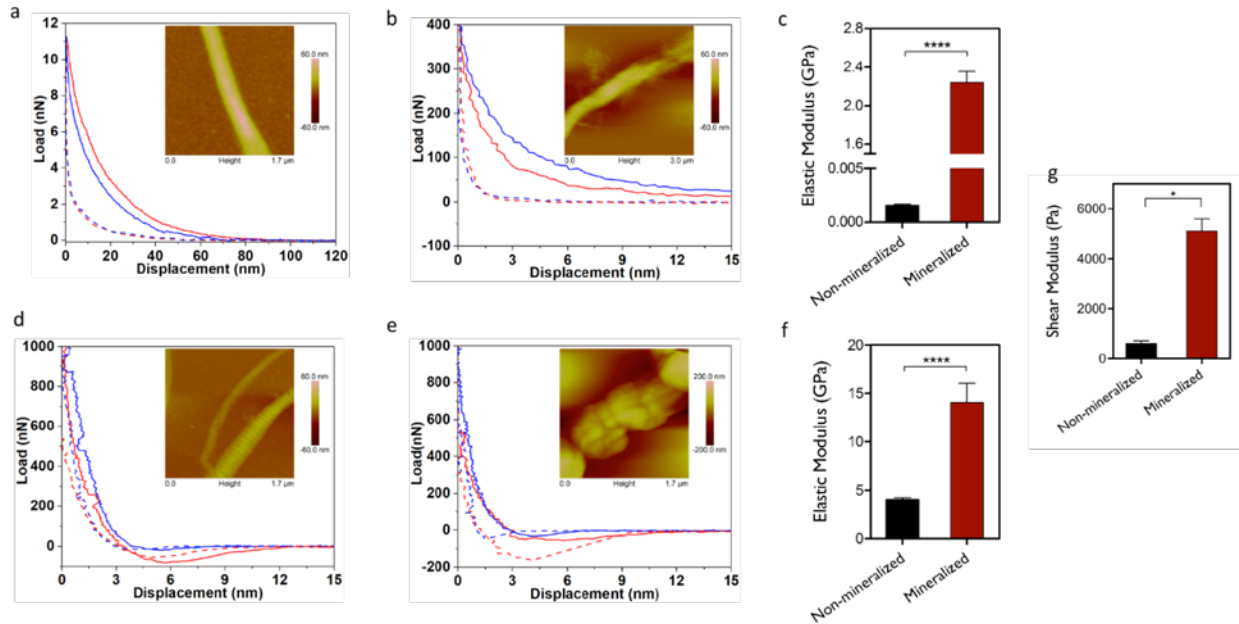 a
12
10
8
6
4
2
0
Load (nN)
0 20 40 60 80 100 120
Displacement (nm)
60.0 nm
-60.0 nm
0.0 Height 1.7 μm
b
400
300
200
100
0
-100
Load (nN)
0 3 6 9 12 15
Displacement (nm)
60.0 nm
-60.0 nm
0.0 Height 3.0 μm
c
Elastic Modulus (GPa)
2.8
2.4
2.0
1.6
0.005
0.000
****
Non-mineralized
Mineralized
g
Shear Modulus (Pa)
6000
4000
2000
0
*
Non-mineralized
Mineralized
d
1000
800
600
400
200
0
Load (nN)
0 3 6 9 12 15
Displacement (nm)
60.0 nm
-60.0 nm
0.0 Height 1.7 μm
e
1000
800
600
400
200
0
-200
Load(nN)
0 3 6 9 12 15
Displacement (nm)
200.0 nm
-200.0 nm
0.0 Height 1.7 μm
f
Elastic Modulus (GPa)
20
15
10
5
0
****
Non-mineralized
Mineralized